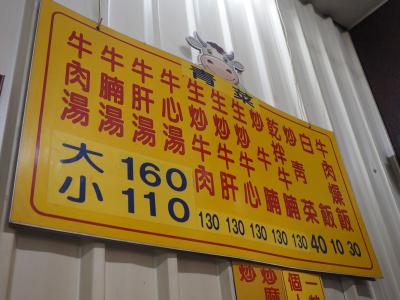 牛肉湯
牛腩湯
牛肝湯
牛心湯
大 160
小 110
生炒牛肉 130
生炒牛肝 130
生炒牛心 130
炒牛腩 130
乾拌牛腩 130
炒青菜 40
白飯 10
牛肉燥飯 30